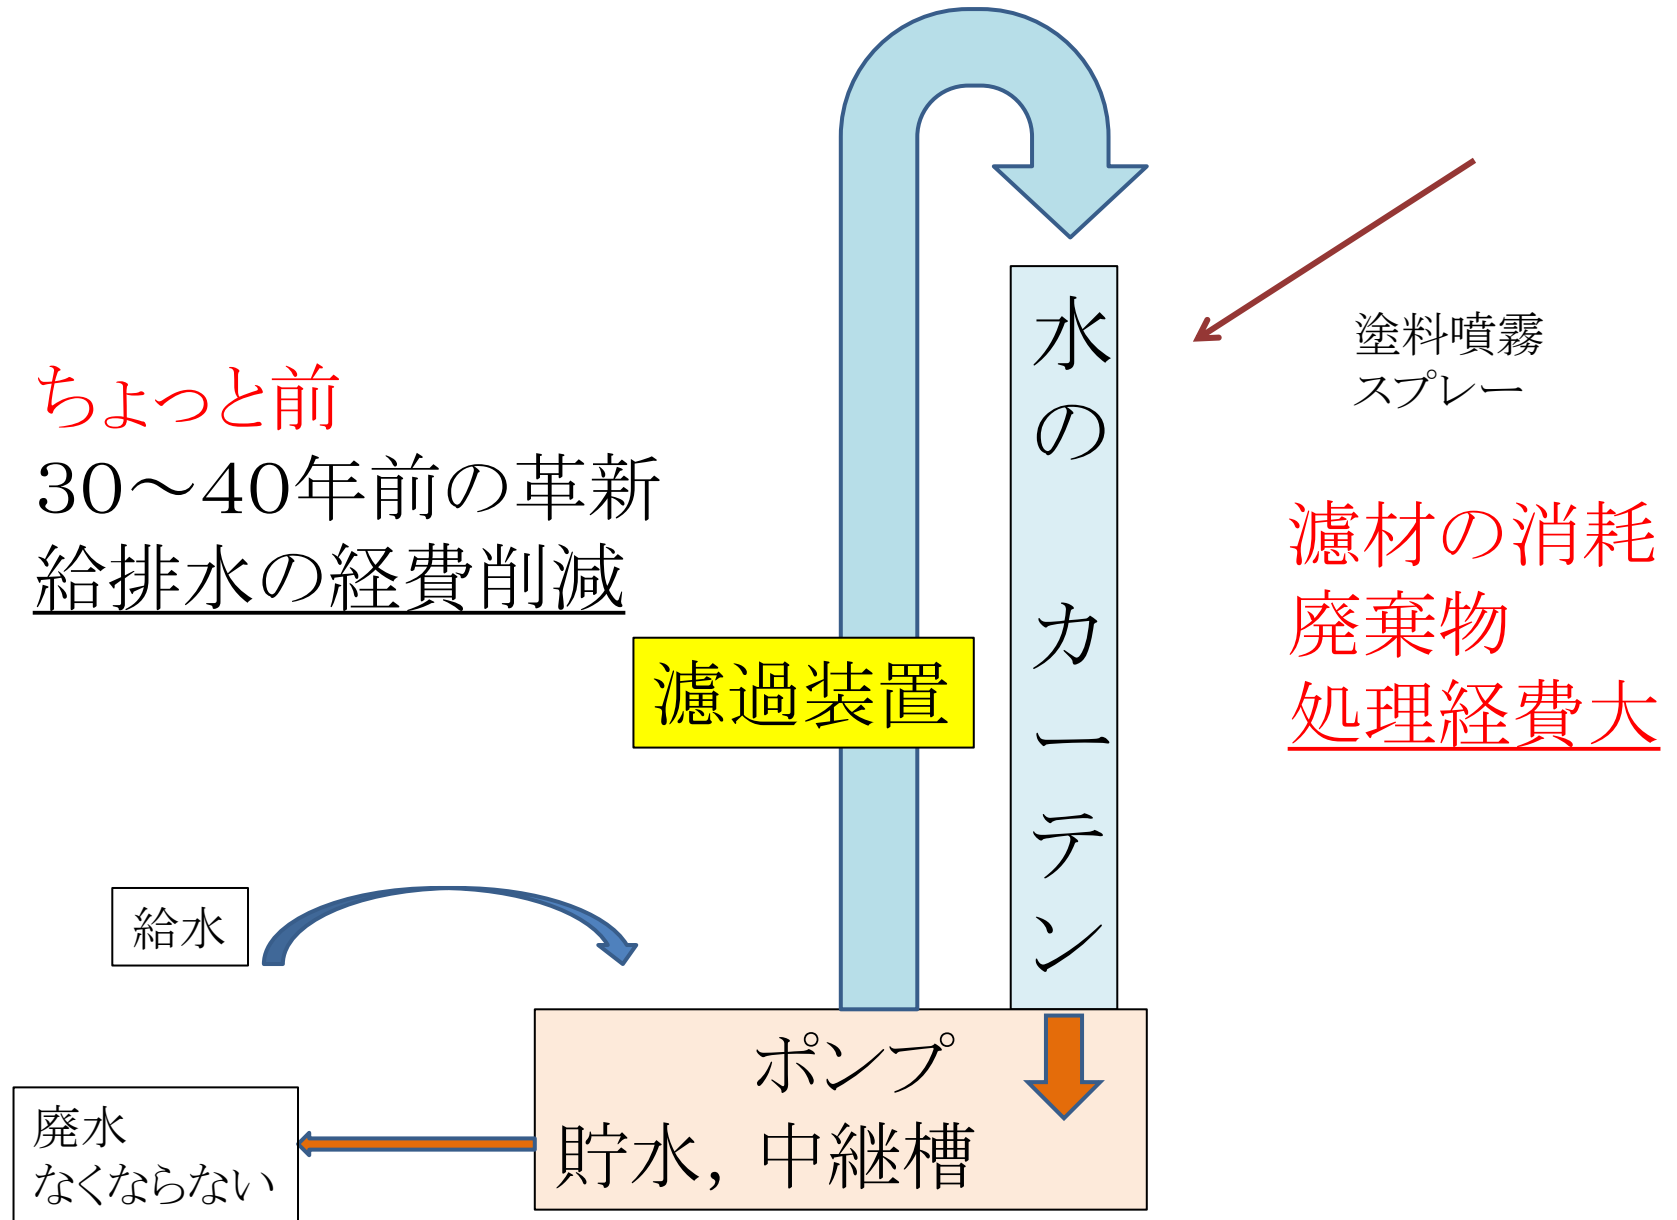 ちょっと前
３０～４０年前の革新
給排水の経費削減
濾過装置
水の　カーテン
塗料噴霧
スプレー
濾材の消耗
廃棄物
処理経費大
給水
ポンプ
貯水，中継槽
廃水
なくならない